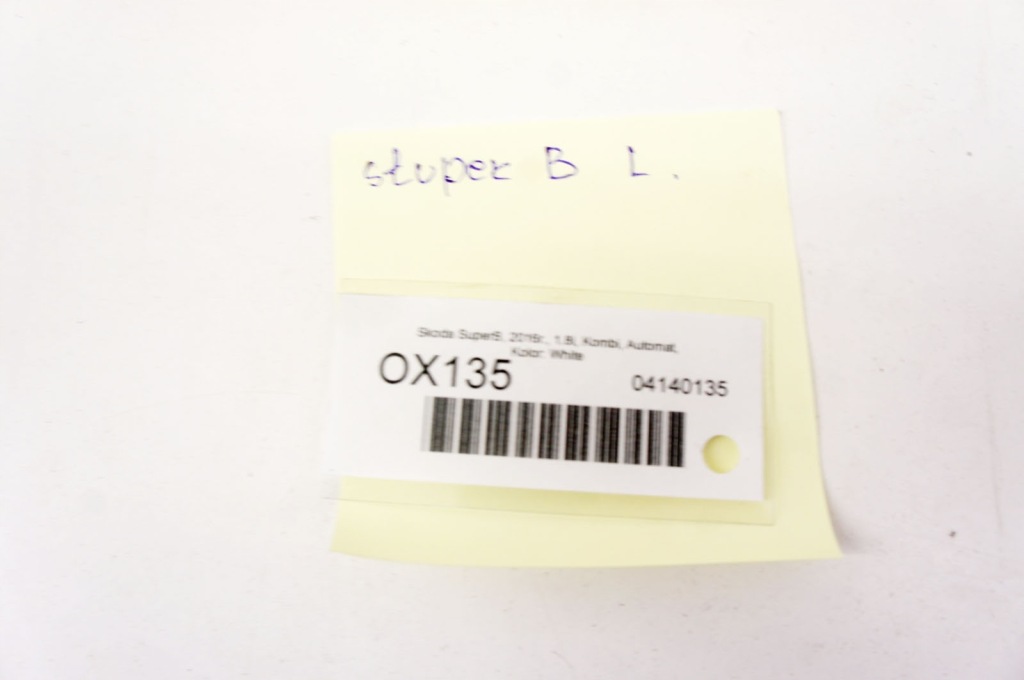 słupek B L.
Skoda SuperB, 2016r., 1.8i, Kombi, Automat,
Kolor: White
OX135 04140135